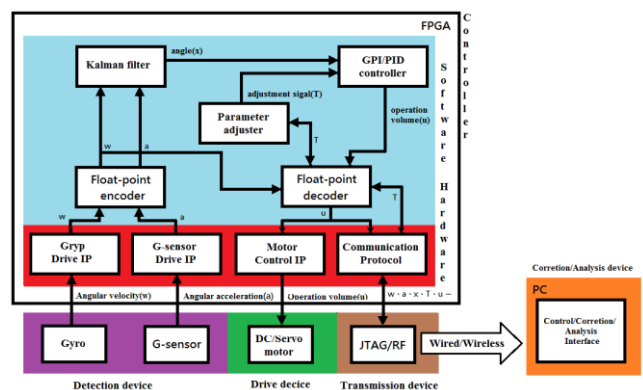 FPGA
Controller
Software
Hardware
angle(x)
Kalman filter
GPI/PID
controller
adjustment sigal(T)
Parameter
adjuster
operation
volume(u)
w
a
T
Float-point
encoder
Float-point
decoder
w
a
u
T
Gryp
Drive IP
G-sensor
Drive IP
Motor
Control IP
Communication
Protocol
Angular velocity(w)
Angular acceleration(a)
Operation volume(u)
w · a · x · T · u ···
Corretion/Analysis device
PC
Control/Corretion/
Analysis
Interface
Gyro
G-sensor
DC/Servo
motor
JTAG/RF
Wired/Wireless
Detection device
Drive decice
Transmission device